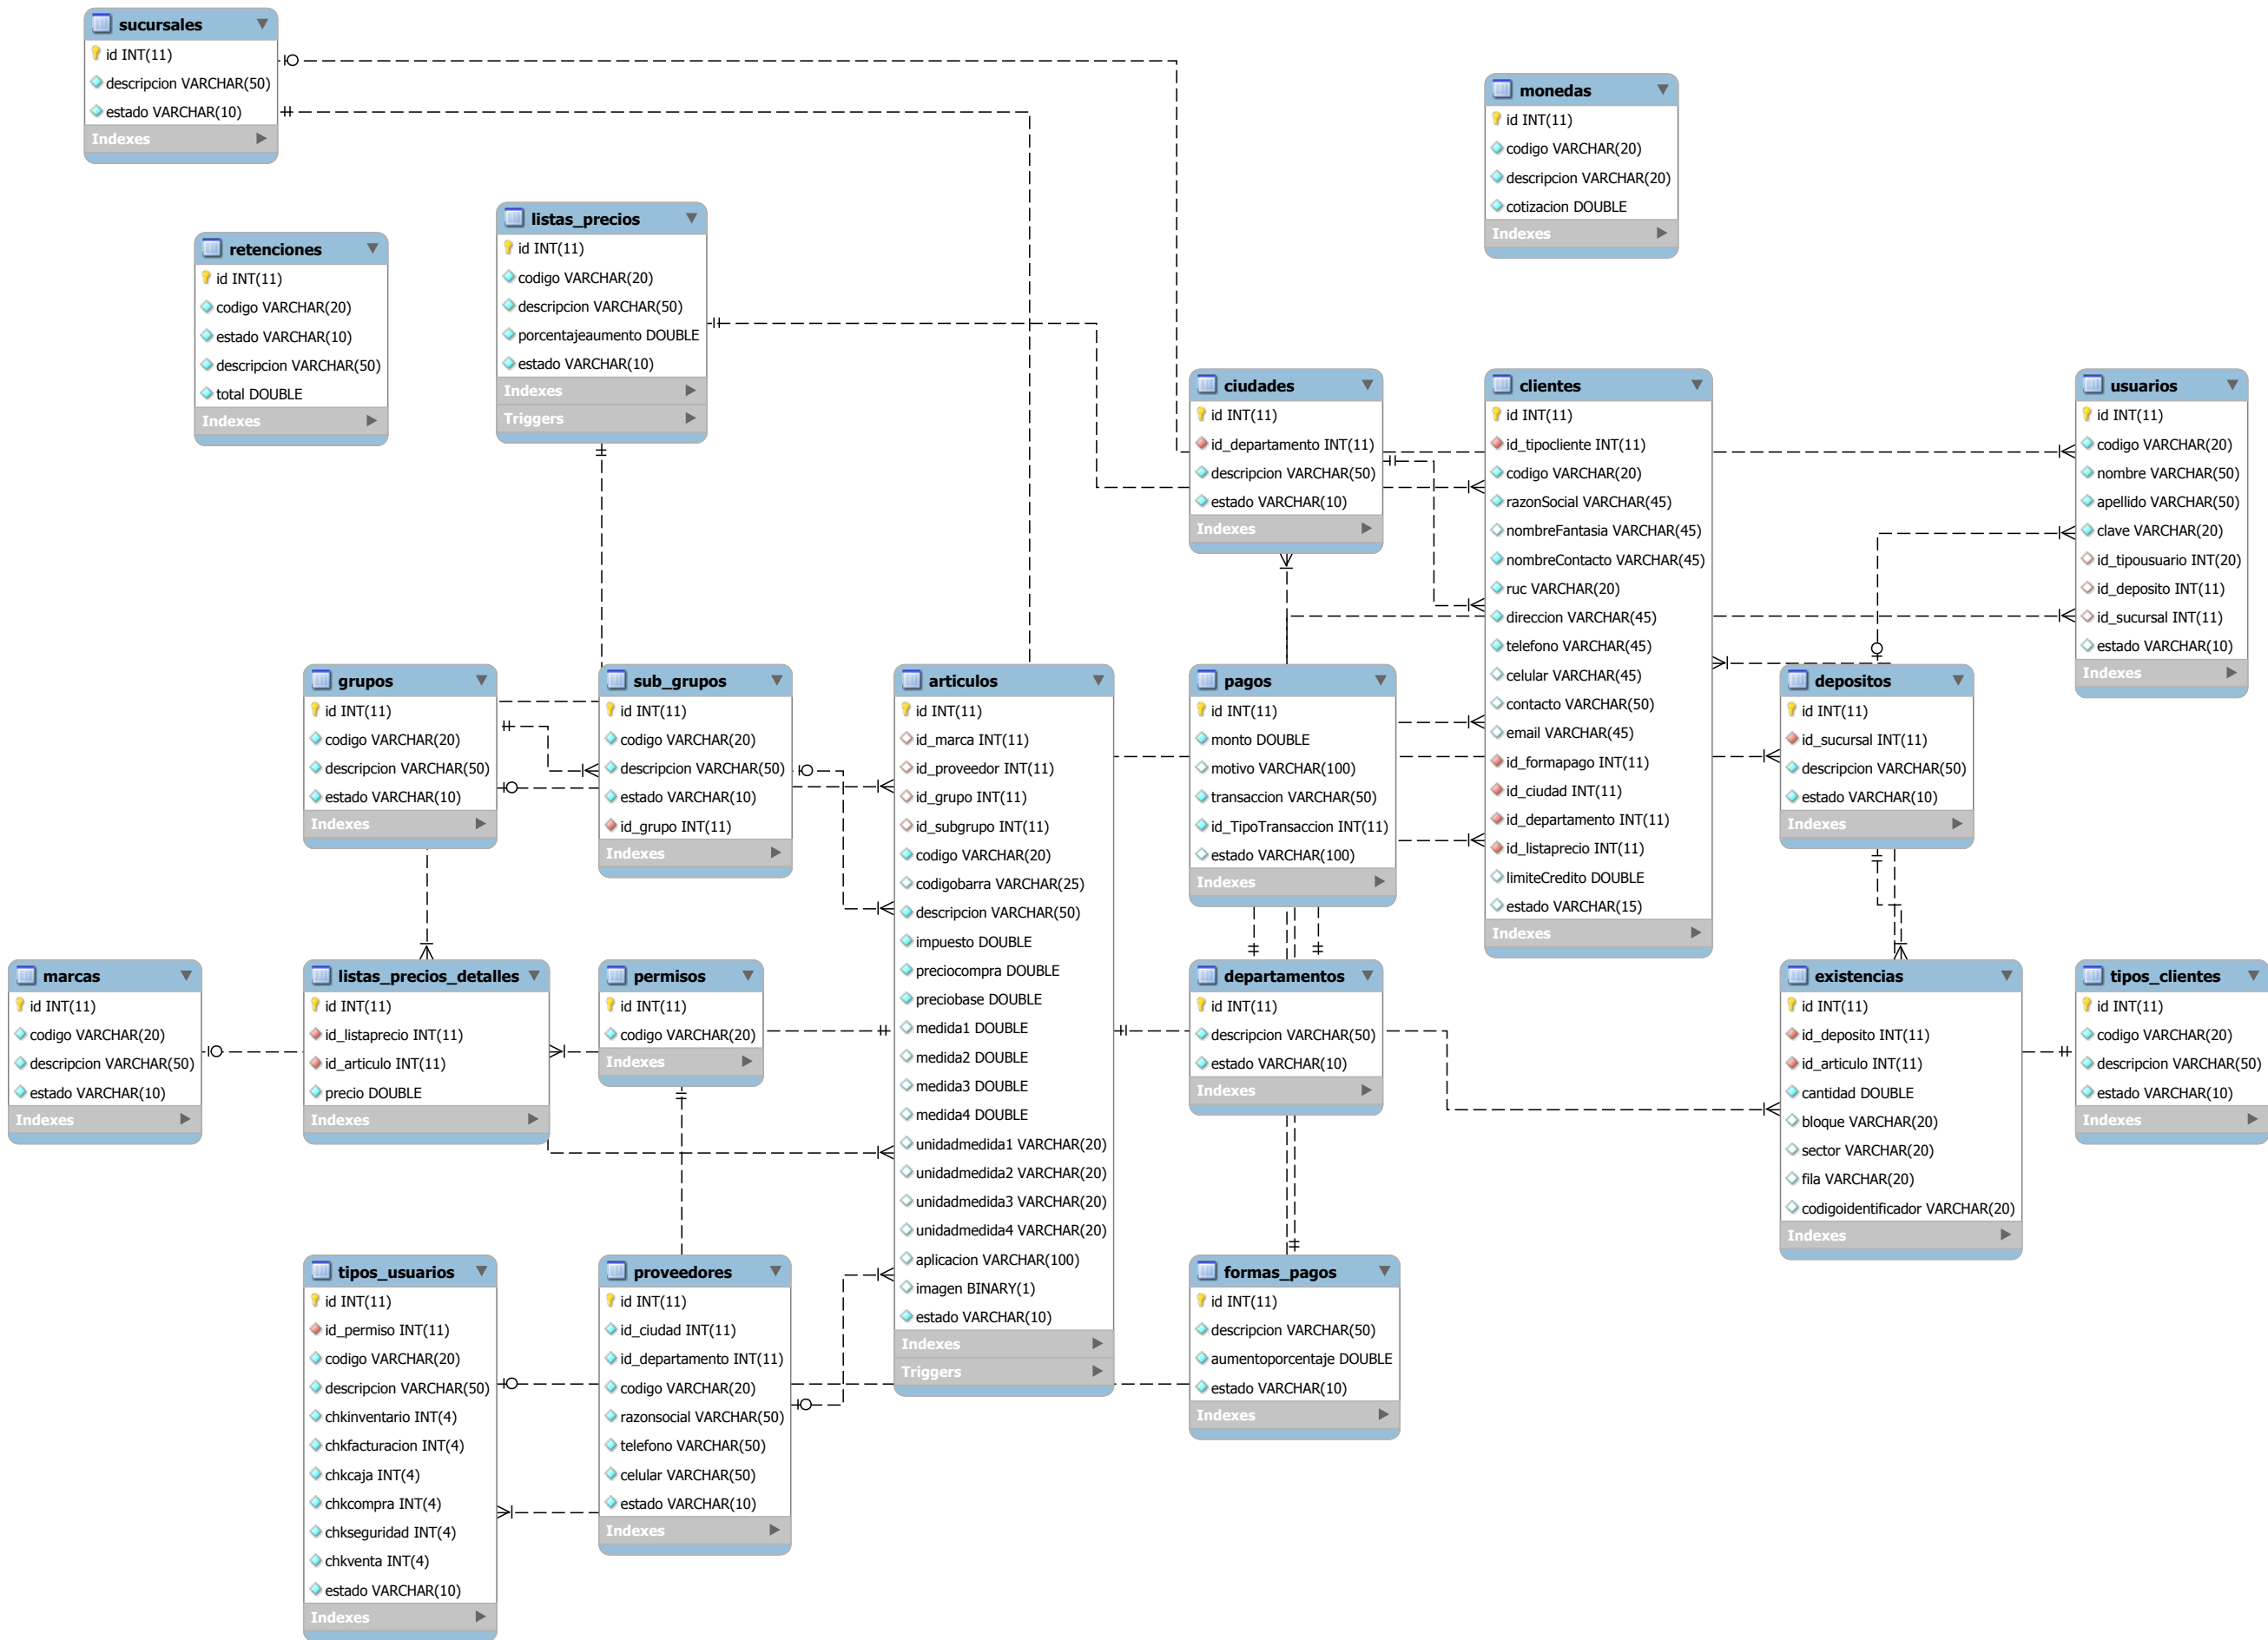 sucursales
id INT(11)
descripcion VARCHAR(50)
estado VARCHAR(10)
Indexes
monedas
id INT(11)
codigo VARCHAR(20)
descripcion VARCHAR(20)
cotizacion DOUBLE
Indexes
retenciones
id INT(11)
codigo VARCHAR(20)
estado VARCHAR(10)
descripcion VARCHAR(50)
total DOUBLE
Indexes
listas_precios
id INT(11)
codigo VARCHAR(20)
descripcion VARCHAR(50)
porcentajeaumento DOUBLE
estado VARCHAR(10)
Indexes
Triggers
ciudades
id INT(11)
id_departamento INT(11)
descripcion VARCHAR(50)
estado VARCHAR(10)
Indexes
clientes
id INT(11)
id_tipocliente INT(11)
codigo VARCHAR(20)
razonSocial VARCHAR(45)
nombreFantasia VARCHAR(45)
nombreContacto VARCHAR(45)
ruc VARCHAR(20)
direccion VARCHAR(45)
telefono VARCHAR(45)
celular VARCHAR(45)
contacto VARCHAR(50)
email VARCHAR(45)
id_formapago INT(11)
id_ciudad INT(11)
id_departamento INT(11)
id_listaprecio INT(11)
limiteCredito DOUBLE
estado VARCHAR(15)
Indexes
usuarios
id INT(11)
codigo VARCHAR(20)
nombre VARCHAR(50)
apellido VARCHAR(50)
clave VARCHAR(20)
id_tipousuario INT(20)
id_deposito INT(11)
id_sucursal INT(11)
estado VARCHAR(10)
Indexes
grupos
id INT(11)
codigo VARCHAR(20)
descripcion VARCHAR(50)
estado VARCHAR(10)
Indexes
sub_grupos
id INT(11)
codigo VARCHAR(20)
descripcion VARCHAR(50)
estado VARCHAR(10)
id_grupo INT(11)
Indexes
articulos
id INT(11)
id_marca INT(11)
id_proveedor INT(11)
id_grupo INT(11)
id_subgrupo INT(11)
codigo VARCHAR(20)
codigobarra VARCHAR(25)
descripcion VARCHAR(50)
impuesto DOUBLE
preciocompra DOUBLE
preciobase DOUBLE
medida1 DOUBLE
medida2 DOUBLE
medida3 DOUBLE
medida4 DOUBLE
unidadmedida1 VARCHAR(20)
unidadmedida2 VARCHAR(20)
unidadmedida3 VARCHAR(20)
unidadmedida4 VARCHAR(20)
aplicacion VARCHAR(100)
imagen BINARY(1)
estado VARCHAR(10)
Indexes
Triggers
pagos
id INT(11)
monto DOUBLE
motivo VARCHAR(100)
transaccion VARCHAR(50)
id_TipoTransaccion INT(11)
estado VARCHAR(100)
Indexes
depositos
id INT(11)
id_sucursal INT(11)
descripcion VARCHAR(50)
estado VARCHAR(10)
Indexes
marcas
id INT(11)
codigo VARCHAR(20)
descripcion VARCHAR(50)
estado VARCHAR(10)
Indexes
listas_precios_detalles
id INT(11)
id_listaprecio INT(11)
id_articulo INT(11)
precio DOUBLE
Indexes
permisos
id INT(11)
codigo VARCHAR(20)
Indexes
departamentos
id INT(11)
descripcion VARCHAR(50)
estado VARCHAR(10)
Indexes
existencias
id INT(11)
id_deposito INT(11)
id_articulo INT(11)
cantidad DOUBLE
bloque VARCHAR(20)
sector VARCHAR(20)
fila VARCHAR(20)
codigoidentificador VARCHAR(20)
Indexes
tipos_clientes
id INT(11)
codigo VARCHAR(20)
descripcion VARCHAR(50)
estado VARCHAR(10)
Indexes
tipos_usuarios
id INT(11)
id_permiso INT(11)
codigo VARCHAR(20)
descripcion VARCHAR(50)
chkinventario INT(4)
chkfacturacion INT(4)
chkcaja INT(4)
chkcompra INT(4)
chkseguridad INT(4)
chkventa INT(4)
estado VARCHAR(10)
Indexes
proveedores
id INT(11)
id_ciudad INT(11)
id_departamento INT(11)
codigo VARCHAR(20)
razonsocial VARCHAR(50)
telefono VARCHAR(50)
celular VARCHAR(50)
estado VARCHAR(10)
Indexes
formas_pagos
id INT(11)
descripcion VARCHAR(50)
aumentoporcentaje DOUBLE
estado VARCHAR(10)
Indexes